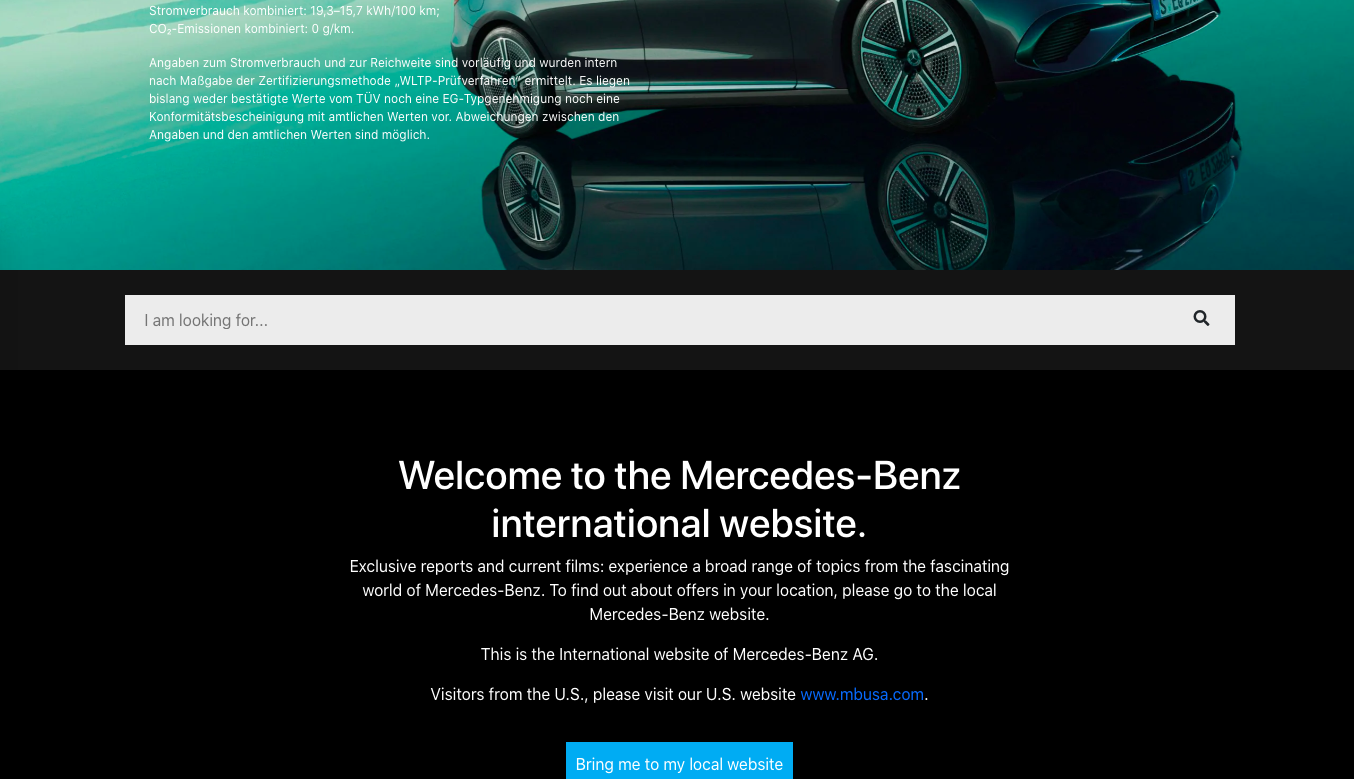 Stromverbrauch kombiniert: 19,3–15,7 kWh/100 km;
CO₂-Emissionen kombiniert: 0 g/km.
Angaben zum Stromverbrauch und zur Reichweite sind vorläufig und wurden intern
nach Maßgabe der Zertifizierungsmethode „WLTP-Prüfverfahren“ ermittelt. Es liegen
bislang weder bestätigte Werte vom TÜV noch eine EG-Typgenehmigung noch eine
Konformitätsbescheinigung mit amtlichen Werten vor. Abweichungen zwischen den
Angaben und den amtlichen Werten sind möglich.
I am looking for...
Welcome to the Mercedes-Benz
international website.
Exclusive reports and current films: experience a broad range of topics from the fascinating
world of Mercedes-Benz. To find out about offers in your location, please go to the local
Mercedes-Benz website.
This is the International website of Mercedes-Benz AG.
Visitors from the U.S., please visit our U.S. website www.mbusa.com.
Bring me to my local website